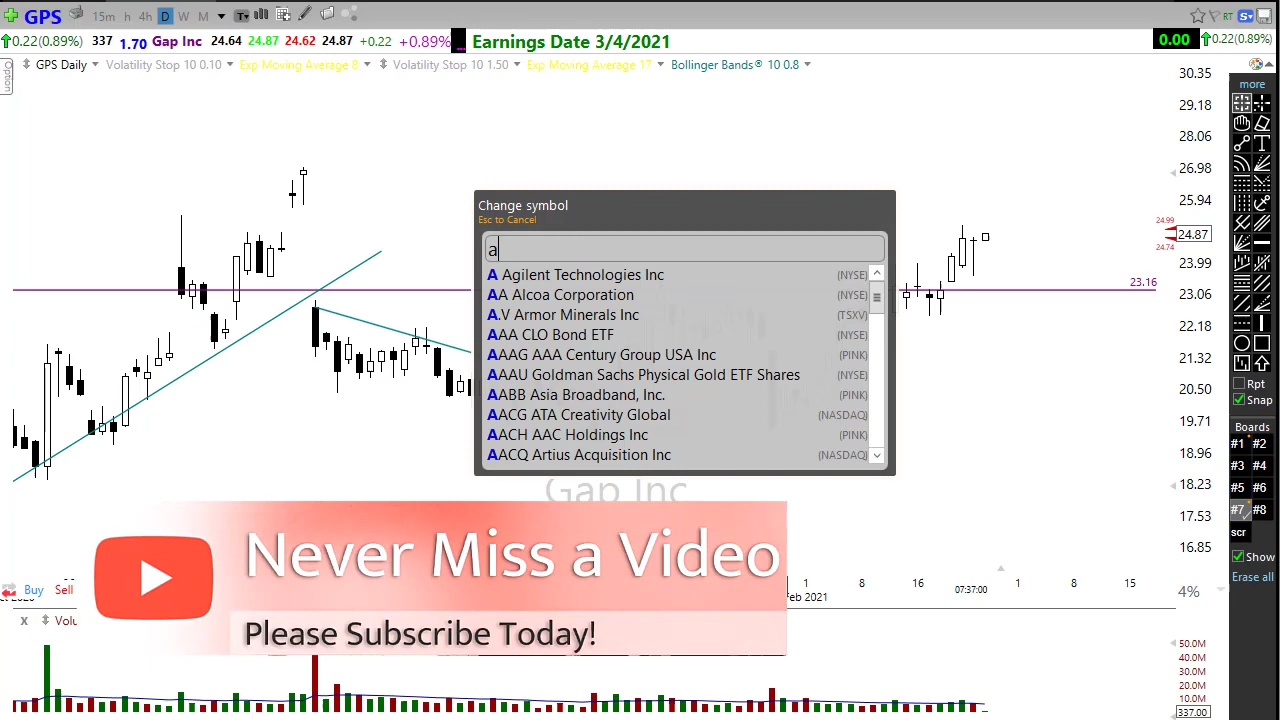 GPS 15m h 4h D W M T RT S
0.22(0.89%) 337 1.70 Gap Inc 24.64 24.87 24.62 24.87 +0.22 +0.89% ... Earnings Date 3/4/2021 0.00 0.22(0.89%)
Option
GPS Daily Volatility Stop 10 0.10 Exp Moving Average 8 Volatility Stop 10 1.50 Exp Moving Average 17 Bollinger Bands® 10 0.8
30.35
29.18
28.06
26.98
25.94
24.99
24.87
24.74
23.99
23.16
23.06
22.18
21.32
20.50
19.71
18.96
18.23
17.53
16.85
Change symbol
Esc to Cancel
a
A Agilent Technologies Inc (NYSE)
AA Alcoa Corporation (NYSE)
A.V Armor Minerals Inc (TSXV)
AAA CLO Bond ETF (NYSE)
AAAG AAA Century Group USA Inc (PINK)
AAAU Goldman Sachs Physical Gold ETF Shares (NYSE)
AABB Asia Broadband, Inc. (PINK)
AACG ATA Creativity Global (NASDAQ)
AACH AAC Holdings Inc (PINK)
AACQ Artius Acquisition Inc (NASDAQ)
Gap Inc
Never Miss a Video
Please Subscribe Today!
Buy Sell
1 8 16 1 8 15
Feb 2021 07:37:00
4%
X Volu
50.0M
40.0M
30.0M
20.0M
10.0M
337.00
more
T
Rpt
Snap
Boards
#1 #2
#3 #4
#5 #6
#7 #8
scr
Show
Erase all